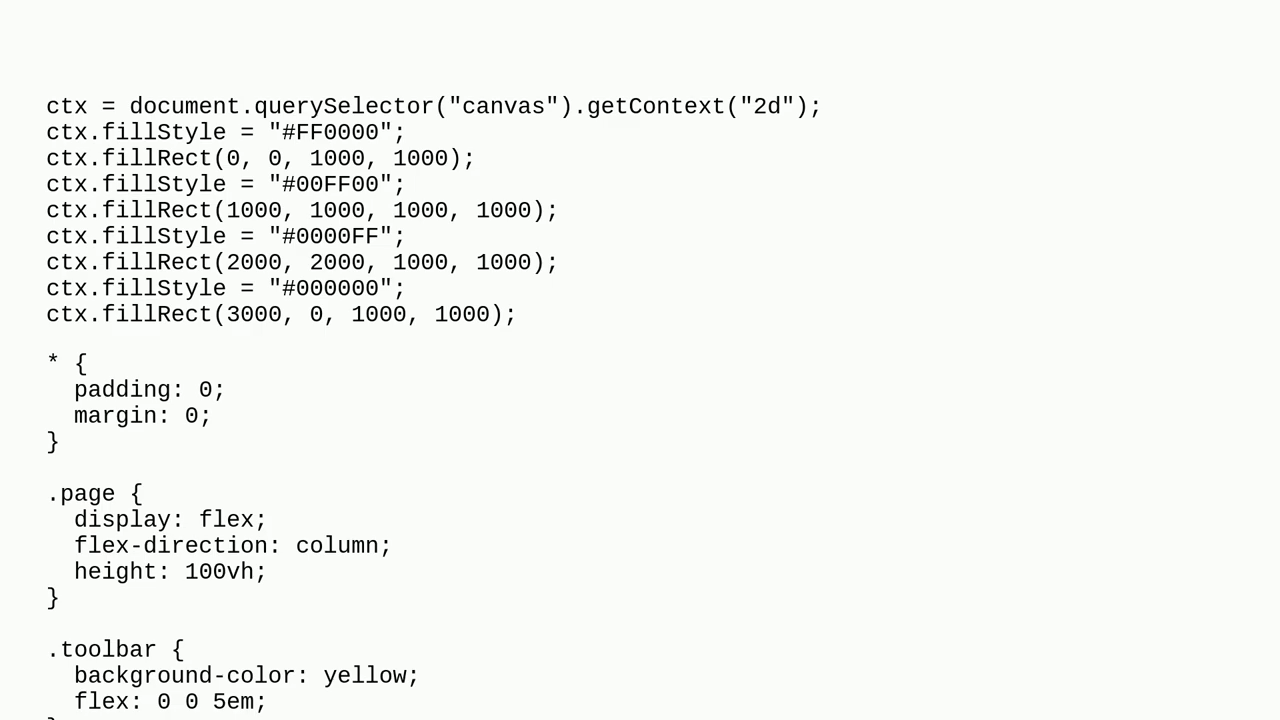 ctx = document.querySelector("canvas").getContext("2d");
ctx.fillStyle = "#FF0000";
ctx.fillRect(0, 0, 1000, 1000);
ctx.fillStyle = "#00FF00";
ctx.fillRect(1000, 1000, 1000, 1000);
ctx.fillStyle = "#0000FF";
ctx.fillRect(2000, 2000, 1000, 1000);
ctx.fillStyle = "#000000";
ctx.fillRect(3000, 0, 1000, 1000);

* {
  padding: 0;
  margin: 0;
}

.page {
  display: flex;
  flex-direction: column;
  height: 100vh;
}

.toolbar {
  background-color: yellow;
  flex: 0 0 5em;
}